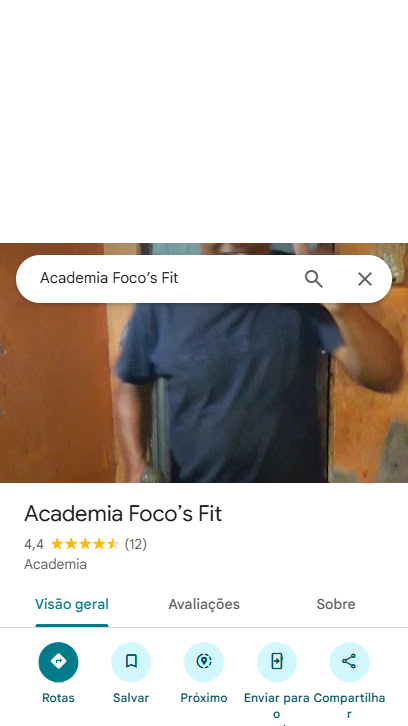 Academia Foco's Fit
Academia Foco's Fit
4,4 (12)
Academia
Visão geral Avaliações Sobre
Rotas Salvar Próximo Enviar para o Compartilhar